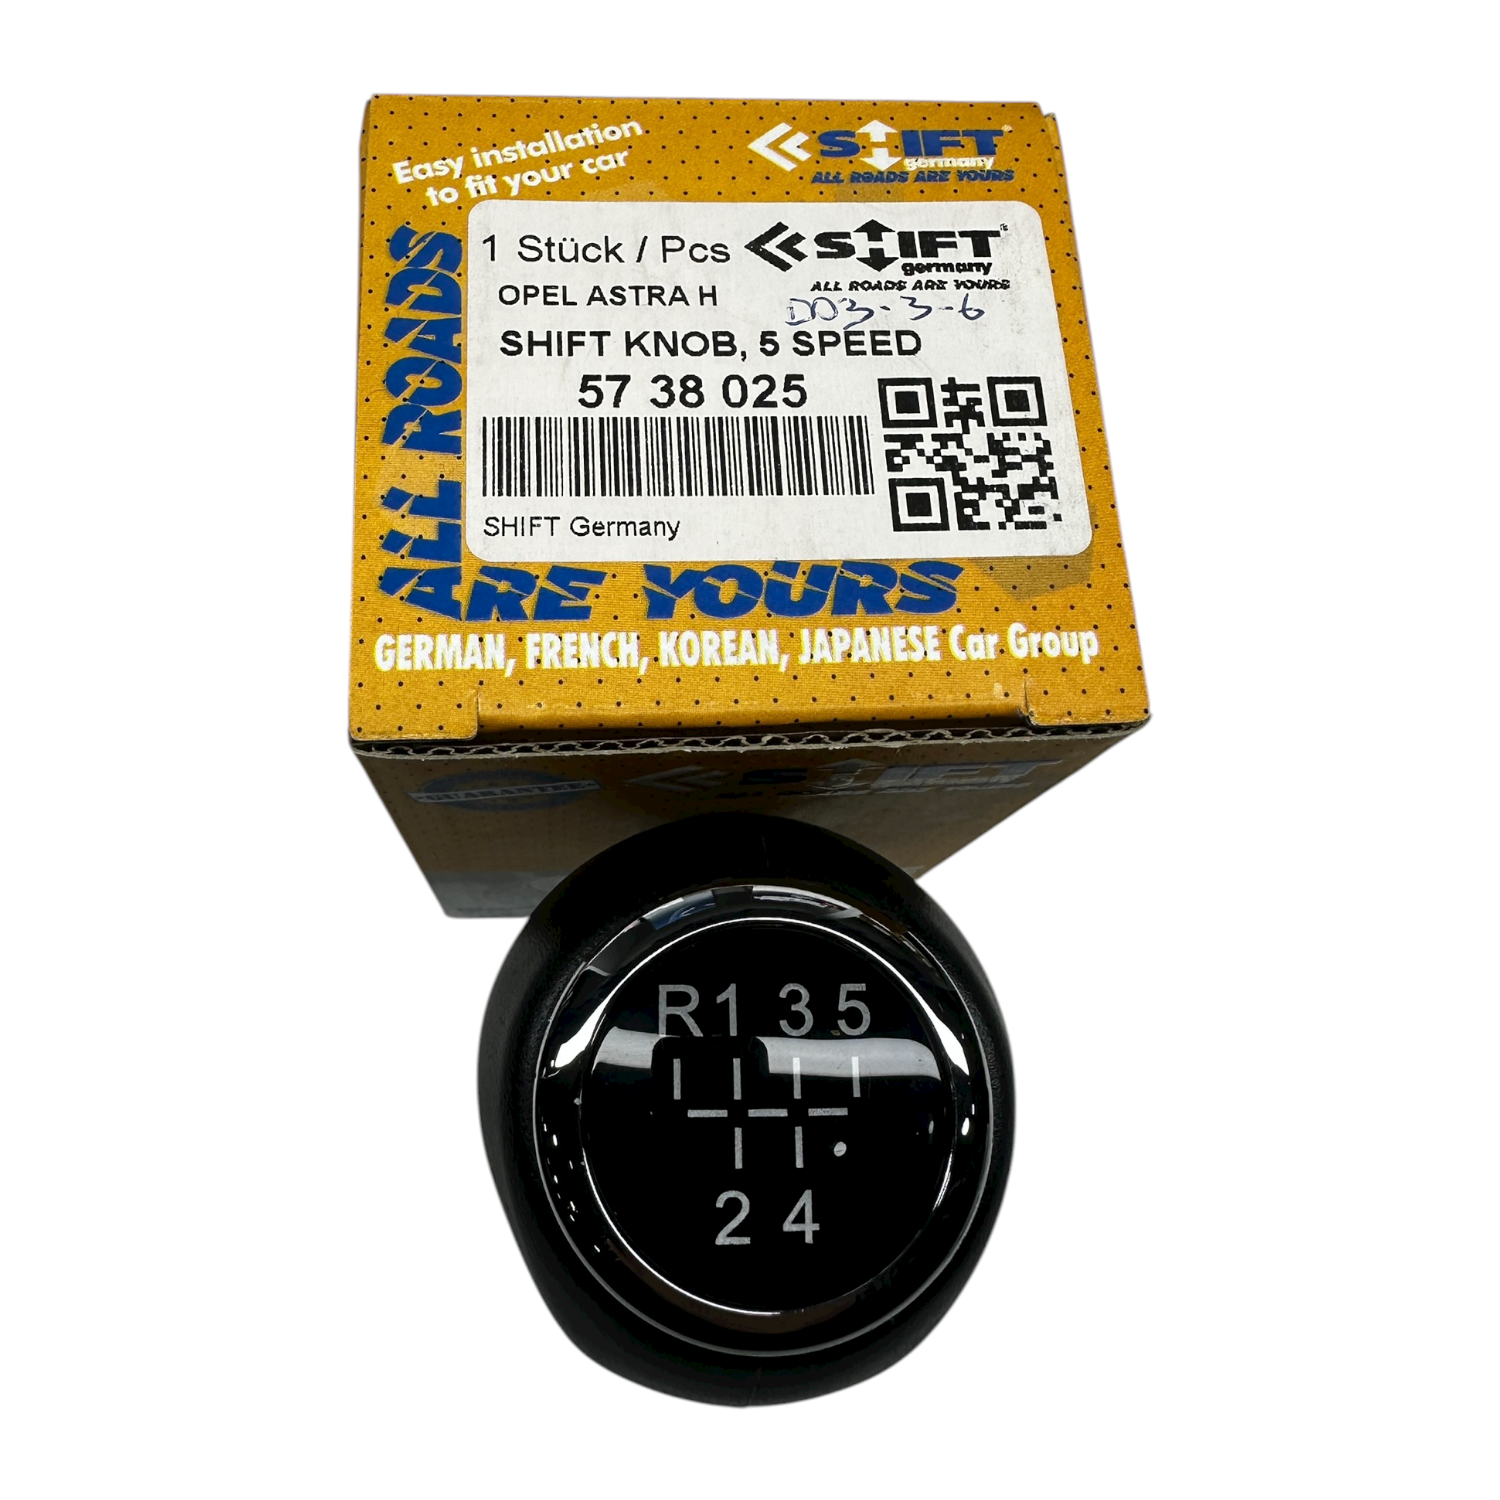 Easy installation
to fit your car
SHIFT
germany
ALL ROADS ARE YOURS
ALL ROADS
ARE YOURS
1 Stück / Pcs
SHIFT
germany
ALL ROADS ARE YOURS
OPEL ASTRA H
D03-3-6
SHIFT KNOB, 5 SPEED
57 38 025
SHIFT Germany
GERMAN, FRENCH, KOREAN, JAPANESE Car Group
GUARANTEE
SHIFT
R 1 3 5
2 4